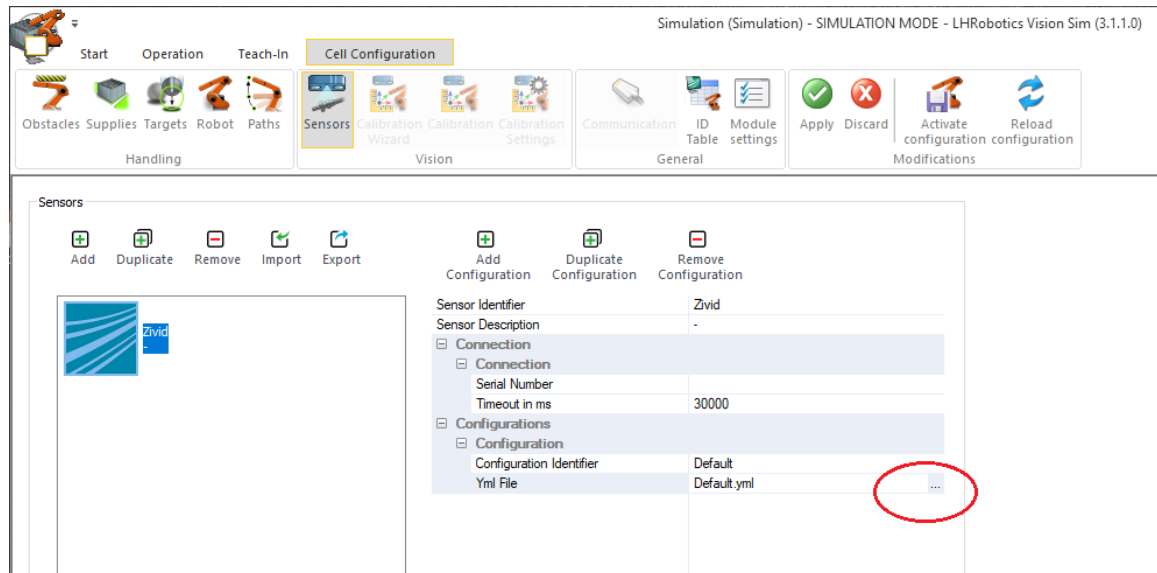 Simulation (Simulation) - SIMULATION MODE - LHRobotics Vision Sim (3.1.1.0)
Start Operation Teach-In Cell Configuration
Obstacles Supplies Targets Robot Paths Sensors Calibration Wizard Calibration Calibration Settings Communication ID Table Module settings Apply Discard Activate configuration Reload configuration
Handling Vision General Modifications
Sensors
Add Duplicate Remove Import Export Add Configuration Duplicate Configuration Remove Configuration
Zivid
-
Sensor Identifier Zivid
Sensor Description -
Connection
Connection
Serial Number
Timeout in ms 30000
Configurations
Configuration
Configuration Identifier Default
Yml File Default.yml ...